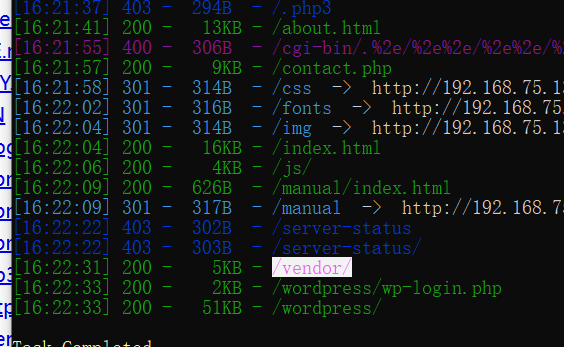 [16:21:37] 403 - 294B - /.php3
[16:21:41] 200 - 13KB - /about.html
[16:21:55] 400 - 306B - /cgi-bin/.%2e/%2e%2e/%2e%2e/%
[16:21:57] 200 - 9KB - /contact.php
[16:21:58] 301 - 314B - /css -> http://192.168.75.13
[16:22:02] 301 - 316B - /fonts -> http://192.168.75
[16:22:04] 301 - 314B - /img -> http://192.168.75.13
[16:22:04] 200 - 16KB - /index.html
[16:22:06] 200 - 4KB - /js/
[16:22:09] 200 - 626B - /manual/index.html
[16:22:09] 301 - 317B - /manual -> http://192.168.75
[16:22:22] 403 - 302B - /server-status
[16:22:22] 403 - 303B - /server-status/
[16:22:31] 200 - 5KB - /vendor/
[16:22:33] 200 - 2KB - /wordpress/wp-login.php
[16:22:33] 200 - 51KB - /wordpress/
Task Completed